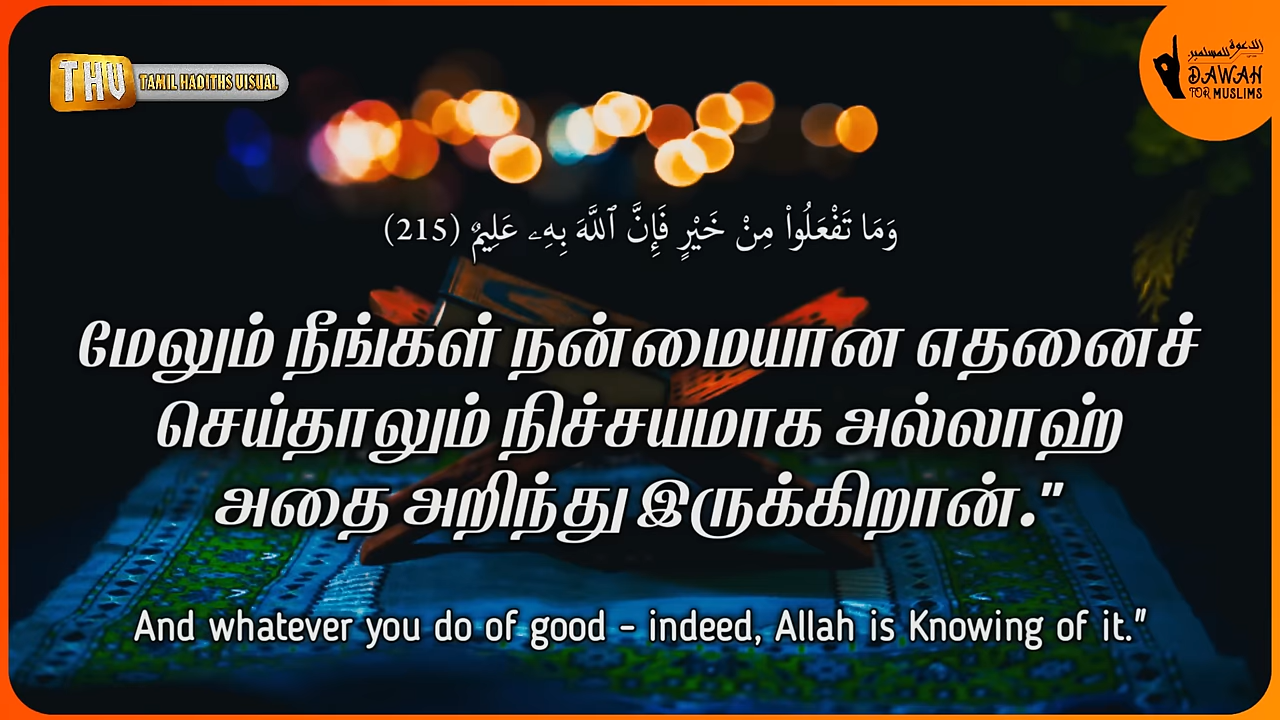 THV
TAMIL HADITHS VISUAL
الدعوة للمسلمين
DAWAH
FOR MUSLIMS
وَمَا تَفْعَلُوا۟ مِنْ خَيْرٍ فَإِنَّ ٱللَّهَ بِهِۦ عَلِيمٌ (215)
மேலும் நீங்கள் நன்மையான எதனைச்
செய்தாலும் நிச்சயமாக அல்லாஹ்
அதை அறிந்து இருக்கிறான்."
And whatever you do of good - indeed, Allah is Knowing of it."